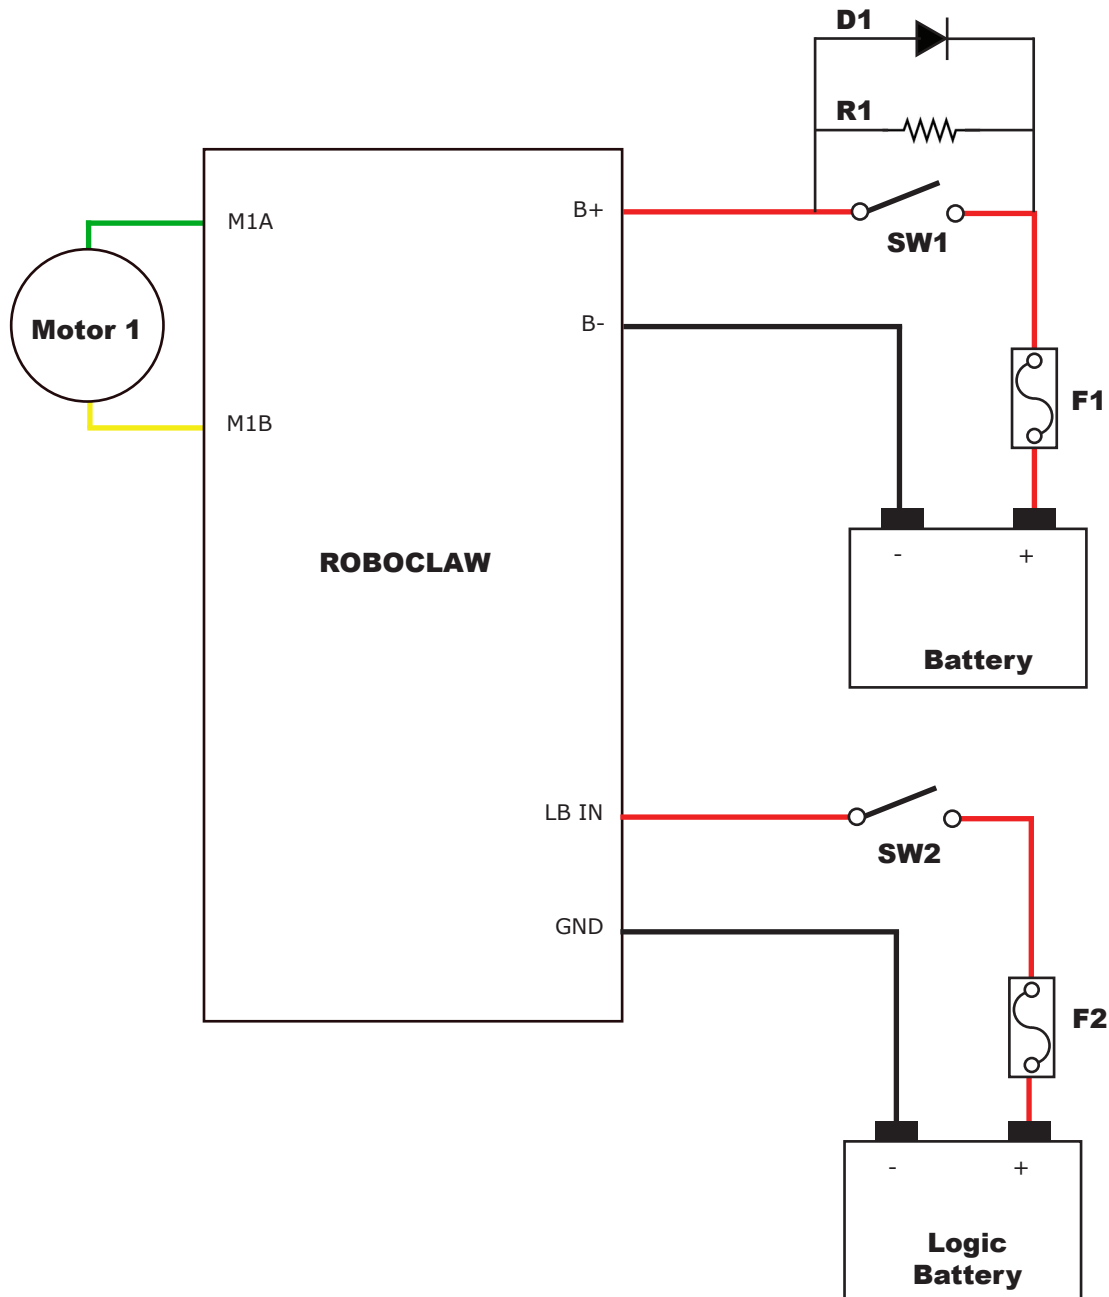 D1
R1
M1A
B+
SW1
B-
Motor 1
F1
M1B
- +
ROBOCLAW
Battery
LB IN
SW2
GND
F2
- +
Logic
Battery